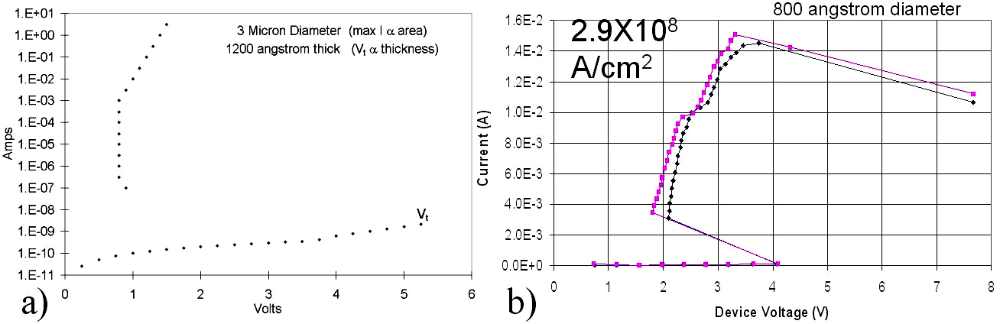 1.E+01
1.E+00
1.E-01
1.E-02
1.E-03
1.E-04
1.E-05
1.E-06
1.E-07
1.E-08
1.E-09
1.E-10
1.E-11
Amps
3 Micron Diameter (max I α area)
1200 angstrom thick (Vt α thickness)
Vt
0 1 2 3 4 5 6
Volts
a)
800 angstrom diameter
2.9X10⁸
A/cm²
1.6E-2
1.4E-2
1.2E-2
1.0E-2
8.0E-3
6.0E-3
4.0E-3
2.0E-3
0.0E+0
Current (A)
0 1 2 3 4 5 6 7 8
Device Voltage (V)
b)